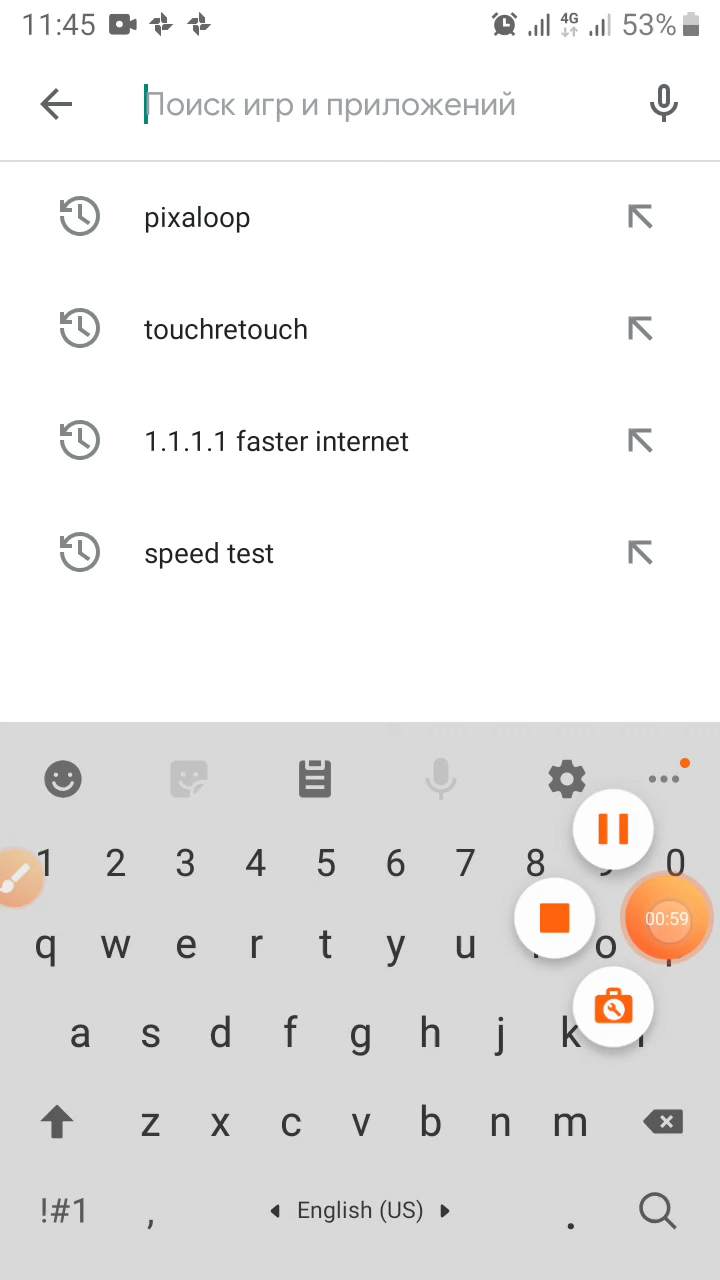 11:45 4G 53%
Поиск игр и приложений
pixaloop
touchretouch
1.1.1.1 faster internet
speed test
1 2 3 4 5 6 7 8 0
00:59
q w e r t y u o
a s d f g h j k
z x c v b n m
!#1 , English (US) .